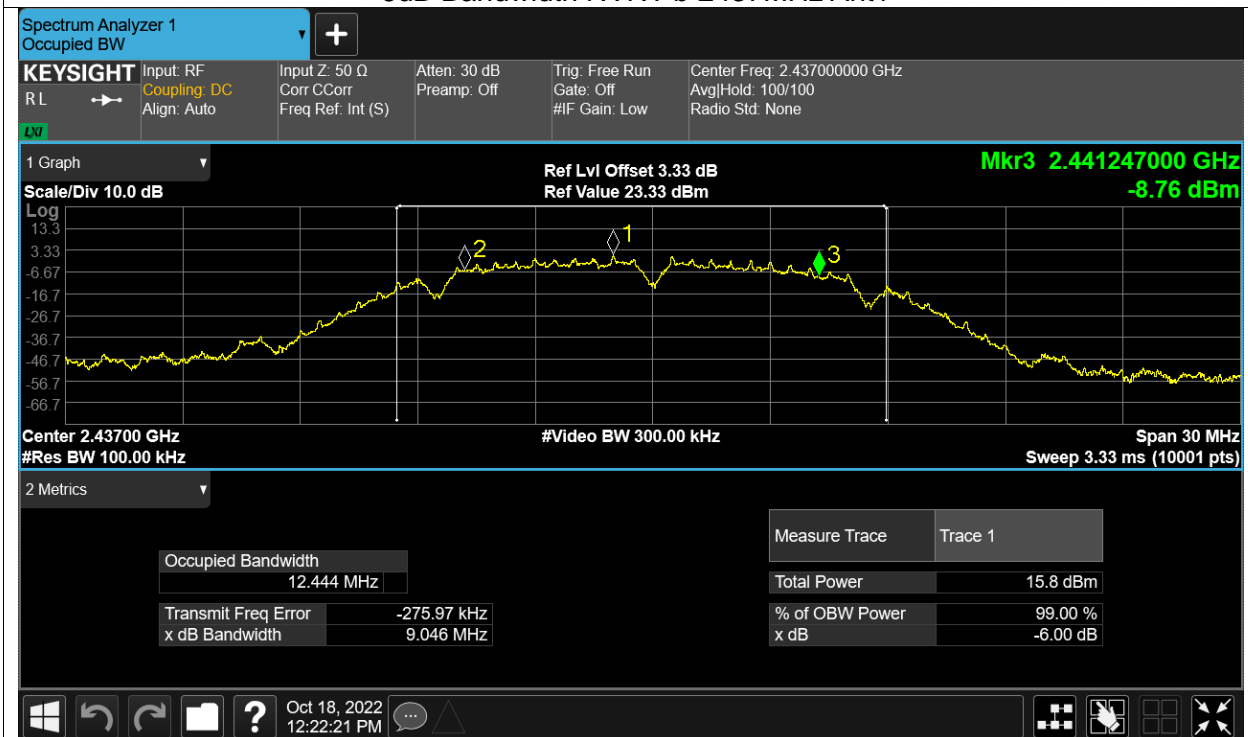 Spectrum Analyzer 1
Occupied BW
+
KEYSIGHT
R L
LXI
Input: RF
Coupling: DC
Align: Auto
Input Z: 50 Ω
Corr CCorr
Freq Ref: Int (S)
Atten: 30 dB
Preamp: Off
Trig: Free Run
Gate: Off
#IF Gain: Low
Center Freq: 2.437000000 GHz
Avg|Hold: 100/100
Radio Std: None
1 Graph
Scale/Div 10.0 dB
Ref Lvl Offset 3.33 dB
Ref Value 23.33 dBm
Mkr3 2.441247000 GHz
-8.76 dBm
Log
13.3
3.33
-6.67
-16.7
-26.7
-36.7
-46.7
-56.7
-66.7
2
1
3
Center 2.43700 GHz
#Res BW 100.00 kHz
#Video BW 300.00 kHz
Span 30 MHz
Sweep 3.33 ms (10001 pts)
2 Metrics
Occupied Bandwidth
12.444 MHz
Transmit Freq Error -275.97 kHz
x dB Bandwidth 9.046 MHz
Measure Trace Trace 1
Total Power 15.8 dBm
% of OBW Power 99.00 %
x dB -6.00 dB
?
Oct 18, 2022
12:22:21 PM